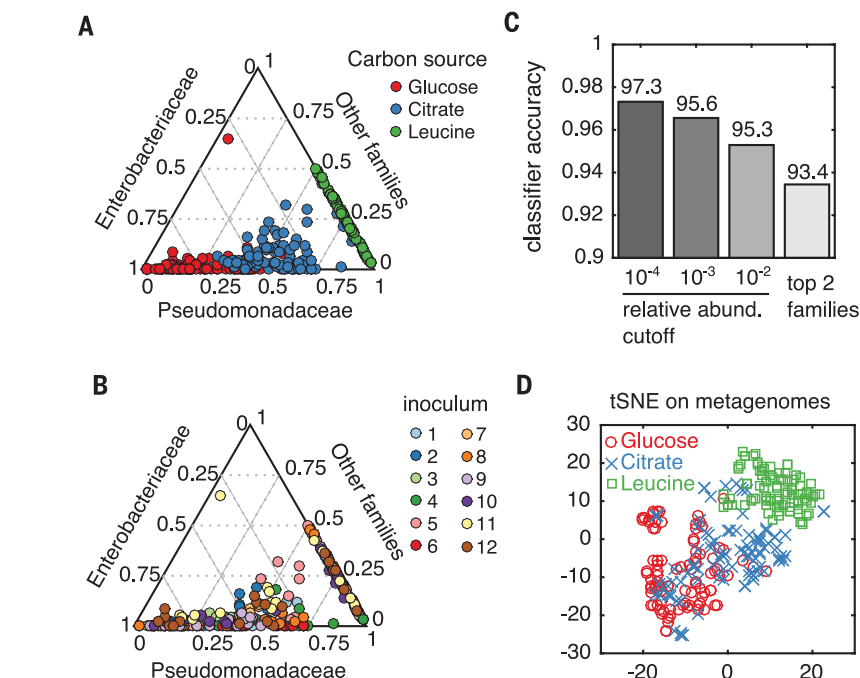 A
Carbon source
Glucose
Citrate
Leucine
Enterobacteriaceae
Other families
Pseudomonadaceae
0 1
0.25 0.75
0.5 0.5
0.75 0.25
1 0
0 0.25 0.5 0.75 1
B
inoculum
1 7
2 8
3 9
4 10
5 11
6 12
Enterobacteriaceae
Other families
Pseudomonadaceae
0 1
0.25 0.75
0.5 0.5
0.75 0.25
1 0
0 0.25 0.5 0.75 1
C
classifier accuracy
1
0.98
0.96
0.94
0.92
0.9
97.3
95.6
95.3
93.4
10-4 10-3 10-2 top 2
families
relative abund.
cutoff
D
tSNE on metagenomes
Glucose
Citrate
Leucine
30
20
10
0
-10
-20
-30
-20 0 20